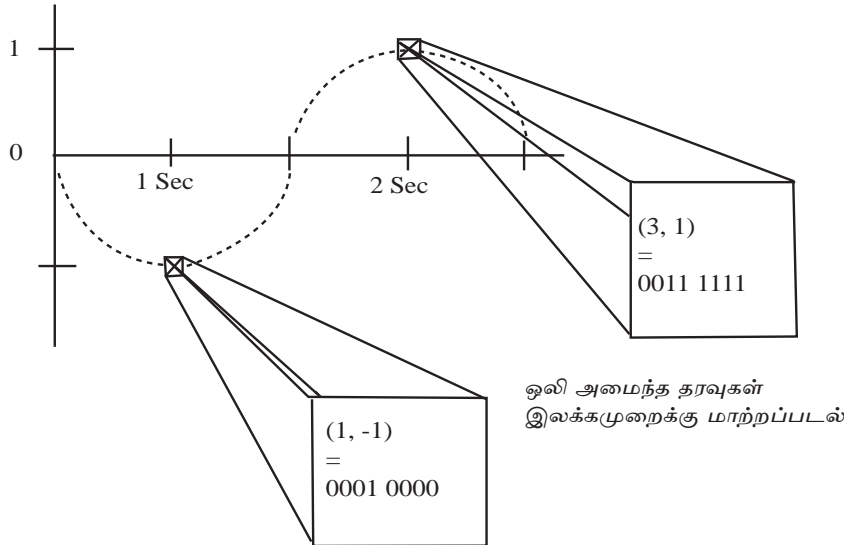 1
0
1 Sec
2 Sec
(3, 1)
=
0011 1111
ஒலி அமைந்த தரவுகள்
இலக்கமுறைக்கு மாற்றப்படல்
(1, -1)
=
0001 0000